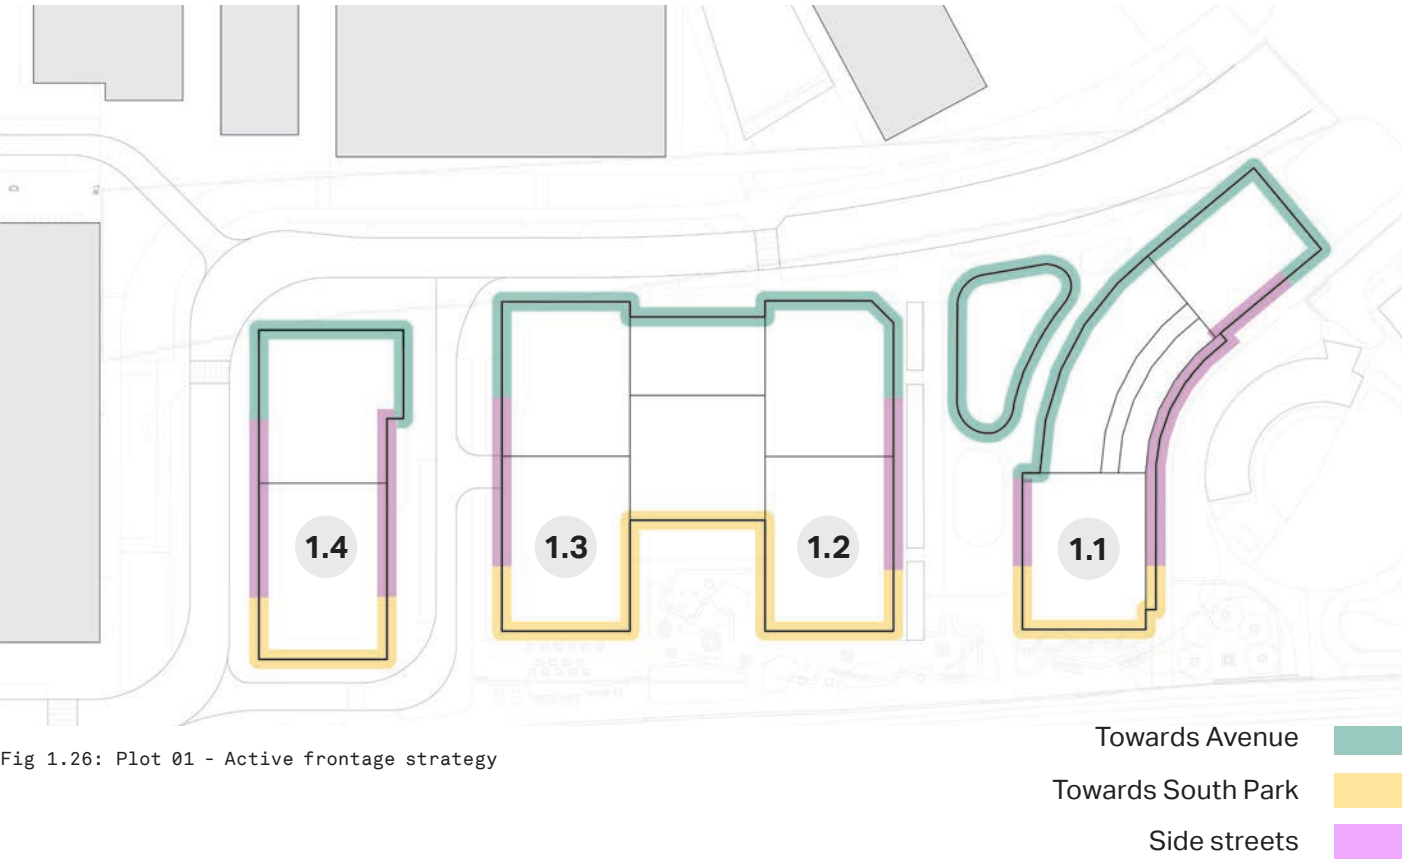 1.4
1.3
1.2
1.1
Fig 1.26: Plot 01 - Active frontage strategy
Towards Avenue
Towards South Park
Side streets